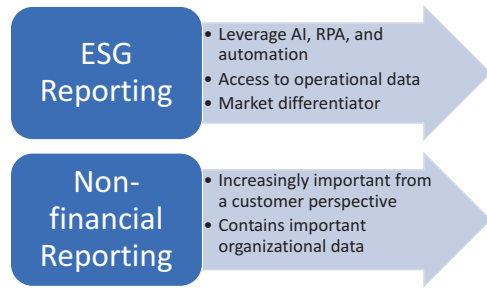 ESG
Reporting
• Leverage AI, RPA, and
automation
• Access to operational data
• Market differentiator
Non-
financial
Reporting
• Increasingly important from
a customer perspective
• Contains important
organizational data